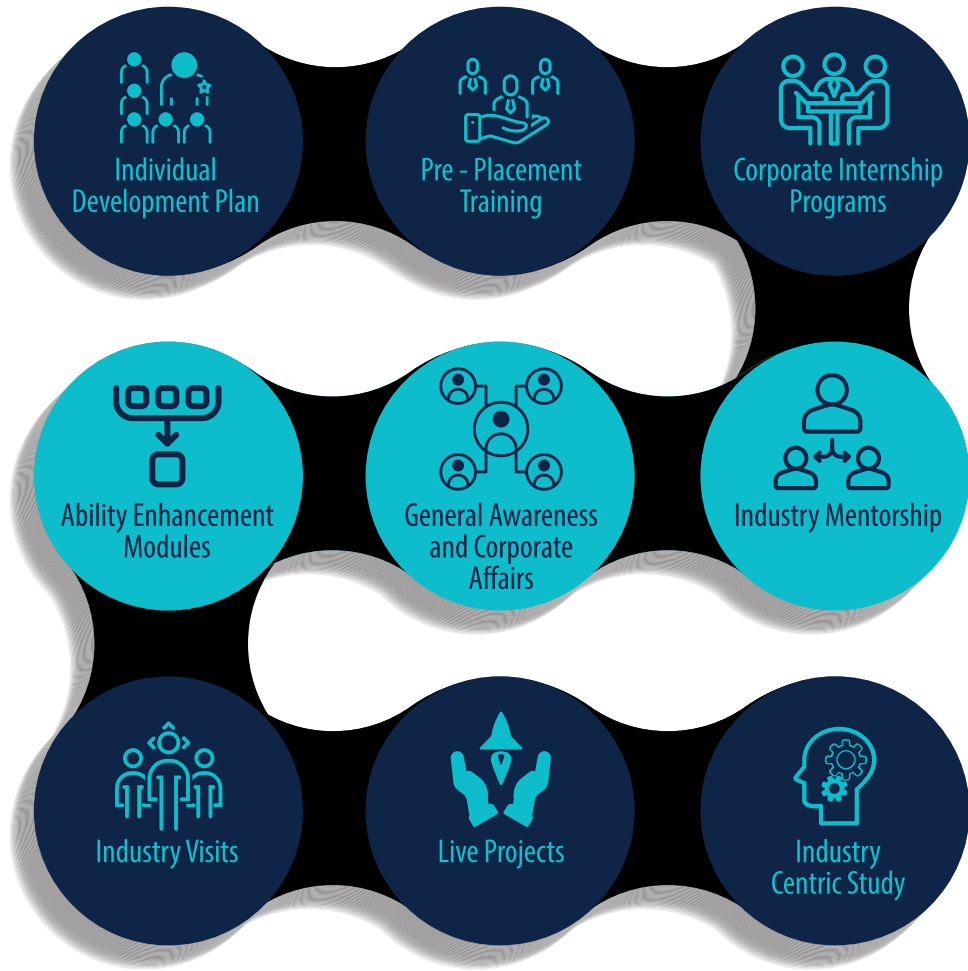 Individual
Development Plan
Pre - Placement
Training
Corporate Internship
Programs
Ability Enhancement
Modules
General Awareness
and Corporate
Affairs
Industry Mentorship
Industry Visits
Live Projects
Industry
Centric Study